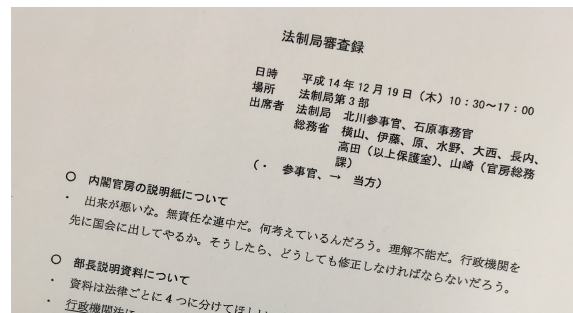 法制局審査録
日時 平成14年12月19日（木）10：30~17：00
場所 法制局第3部
出席者 法制局 北川参事官、石原事務官
総務省 横山、伊藤、原、水野、大西、長内、
高田（以上保護室）、山崎（官房総務
課）
（・ 参事官、→ 当方）
○ 内閣官房の説明紙について
・ 出来が悪いな。無責任な連中だ。何考えているんだろう。理解不能だ。行政機関を
先に国会に出してやるか。そうしたら、どうしても修正しなければならないだろう。
○ 部長説明資料について
・ 資料は法律ごとに4つに分けてほしい
・ 行政機関法